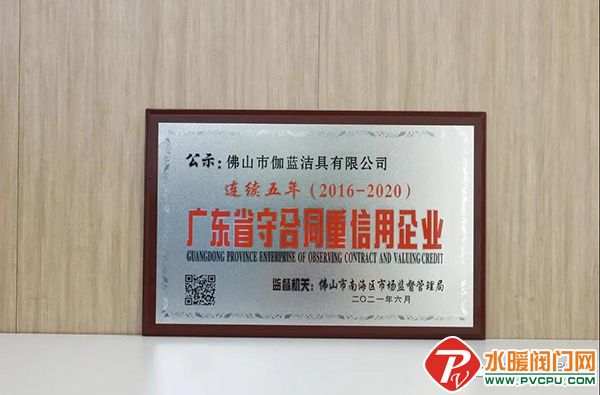 公示：佛山市伽蓝洁具有限公司
连续五年（2016-2020）
广东省守合同重信用企业
GUANGDONG PROVINCE ENTERPRISE OF OBSERVING CONTRACT AND VALUING CREDIT
监督机关：佛山市南海区市场监督管理局
二〇二一年六月
PV 水暖阀门网
WWW.PVCPU.COM